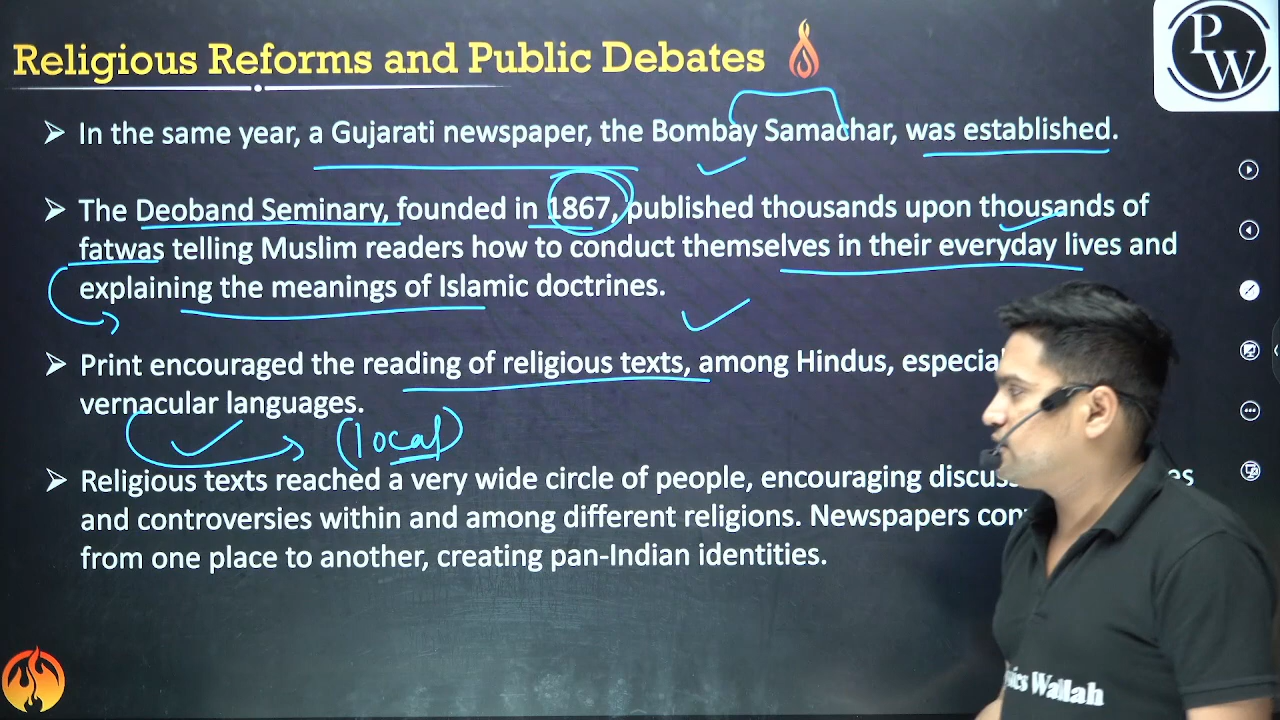 Religious Reforms and Public Debates
P
W
➢ In the same year, a Gujarati newspaper, the Bombay Samachar, was established.
➢ The Deoband Seminary, founded in 1867, published thousands upon thousands of
fatwas telling Muslim readers how to conduct themselves in their everyday lives and
explaining the meanings of Islamic doctrines.
➢ Print encouraged the reading of religious texts, among Hindus,
vernacular languages.
(local)
➢ Religious texts reached a very wide circle of people, encouraging
and controversies within and among different religions. Newspapers
from one place to another, creating pan-Indian identities.
Wallah